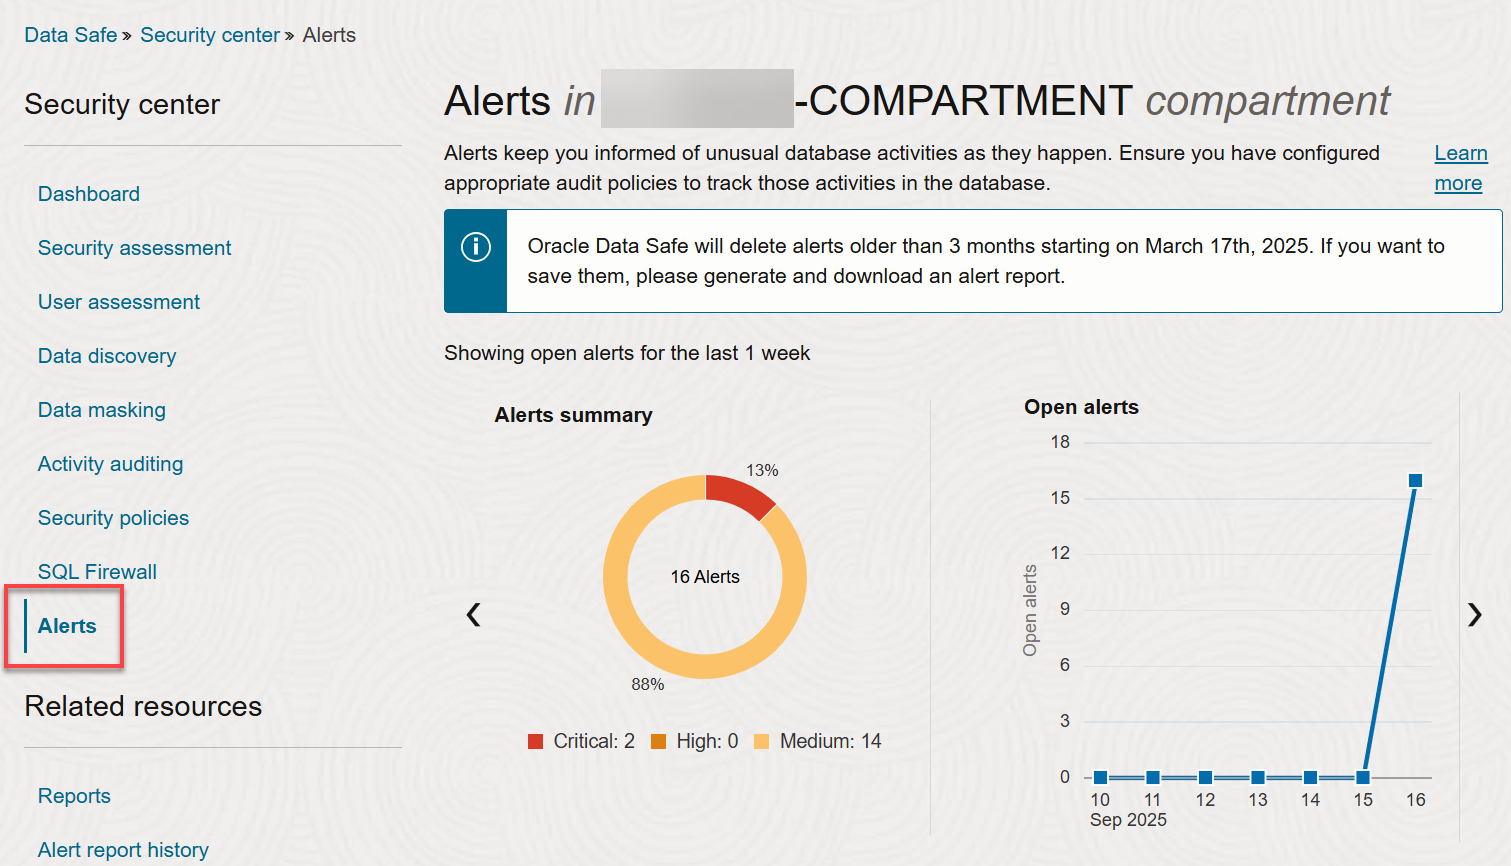 Data Safe » Security center » Alerts
Security center
Dashboard
Security assessment
User assessment
Data discovery
Data masking
Activity auditing
Security policies
SQL Firewall
Alerts
Related resources
Reports
Alert report history
Alerts in -COMPARTMENT compartment
Alerts keep you informed of unusual database activities as they happen. Ensure you have configured
appropriate audit policies to track those activities in the database.
Learn
more
Oracle Data Safe will delete alerts older than 3 months starting on March 17th, 2025. If you want to
save them, please generate and download an alert report.
Showing open alerts for the last 1 week
Alerts summary
13%
16 Alerts
88%
Critical: 2 High: 0 Medium: 14
Open alerts
Open alerts
18
15
12
9
6
3
0
10 11 12 13 14 15 16
Sep 2025